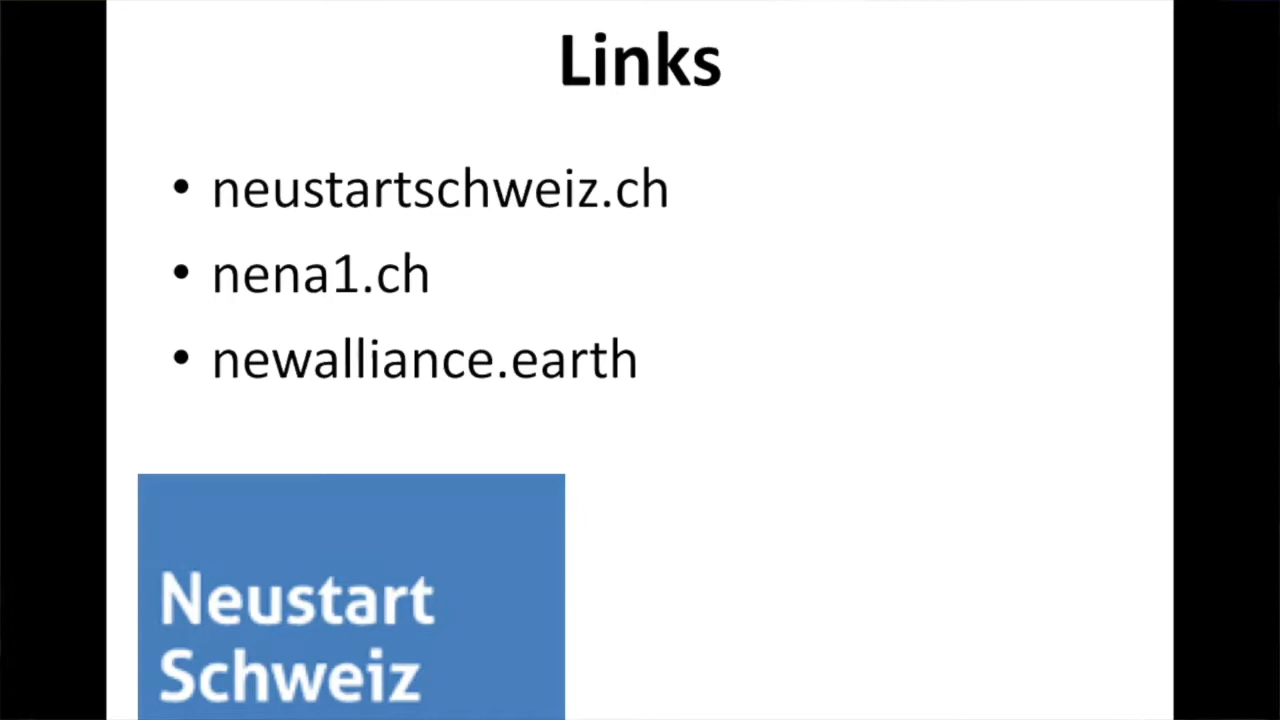 Links
• neustartschweiz.ch
• nena1.ch
• newalliance.earth
Neustart
Schweiz